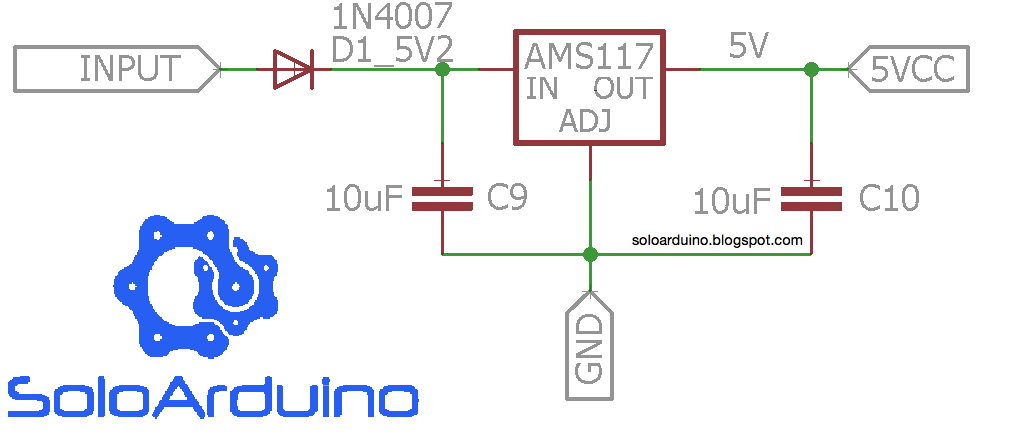 1N4007
D1_5V2
INPUT
AMS117
IN OUT
ADJ
5V
5VCC
10uF
C9
10uF
C10
soloarduino.blogspot.com
GND
SoloArduino